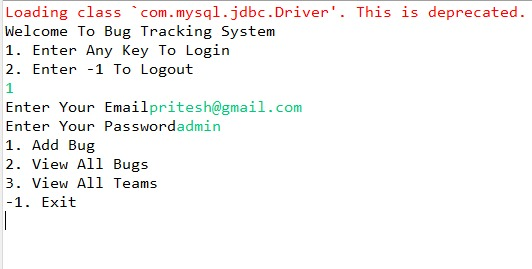 Loading class `com.mysql.jdbc.Driver'. This is deprecated.
Welcome To Bug Tracking System
1. Enter Any Key To Login
2. Enter -1 To Logout
1
Enter Your Emailpritesh@gmail.com
Enter Your Passwordadmin
1. Add Bug
2. View All Bugs
3. View All Teams
-1. Exit